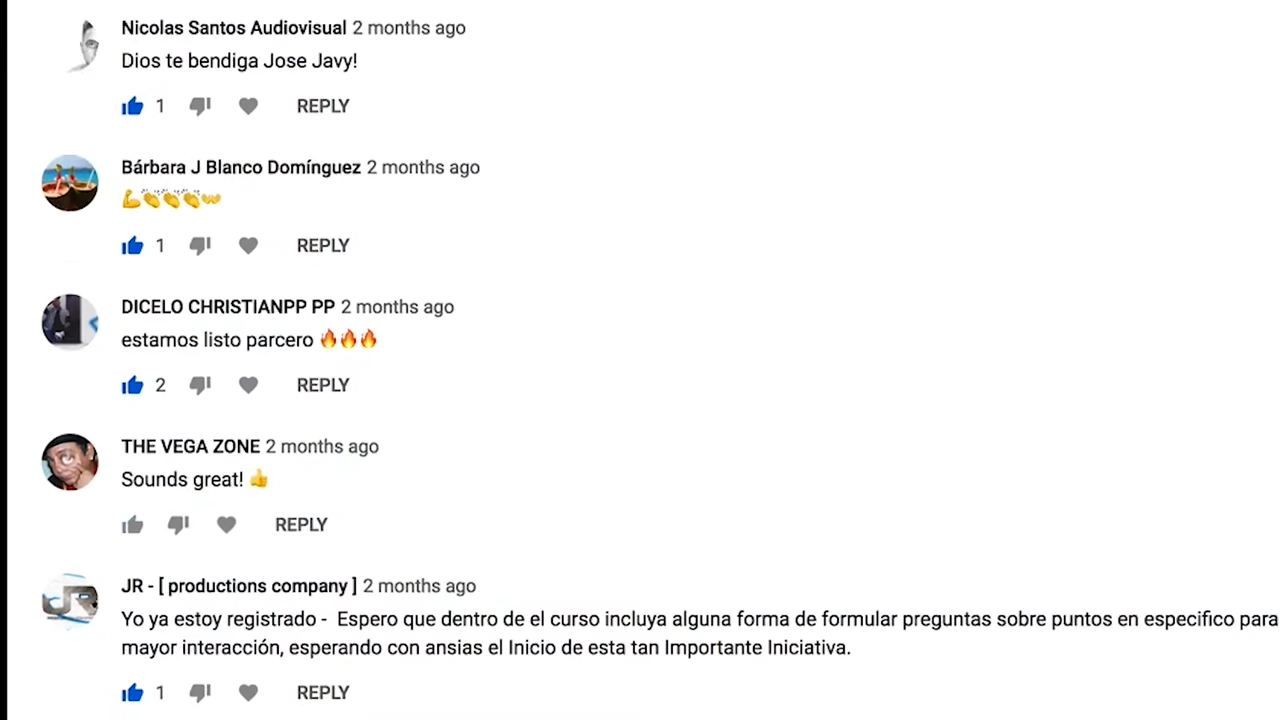 Nicolas Santos Audiovisual 2 months ago
Dios te bendiga Jose Javy!
1 REPLY
Bárbara J Blanco Domínguez 2 months ago
💪👏👏👏👐
1 REPLY
DICELO CHRISTIANPP PP 2 months ago
estamos listo parcero 🔥🔥🔥
2 REPLY
THE VEGA ZONE 2 months ago
Sounds great! 👍
REPLY
JR - [ productions company ] 2 months ago
Yo ya estoy registrado - Espero que dentro de el curso incluya alguna forma de formular preguntas sobre puntos en especifico para
mayor interacción, esperando con ansias el Inicio de esta tan Importante Iniciativa.
1 REPLY